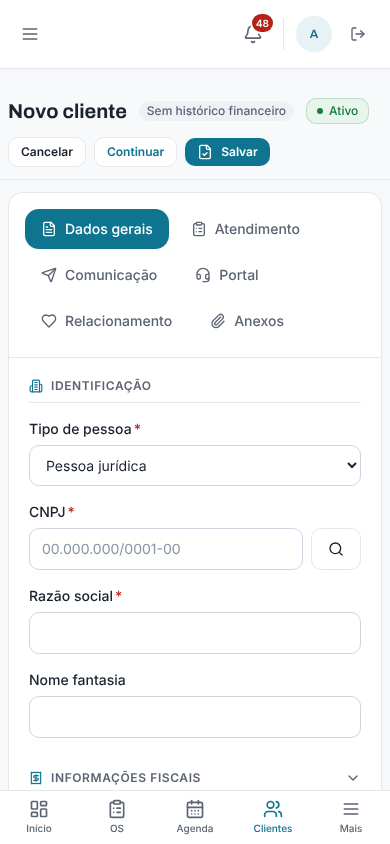 48
A
Novo cliente Sem histórico financeiro Ativo
Cancelar Continuar Salvar
Dados gerais Atendimento
Comunicação Portal
Relacionamento Anexos
IDENTIFICAÇÃO
Tipo de pessoa *
Pessoa jurídica
CNPJ *
00.000.000/0001-00
Razão social *
Nome fantasia
INFORMAÇÕES FISCAIS
Início OS Agenda Clientes Mais